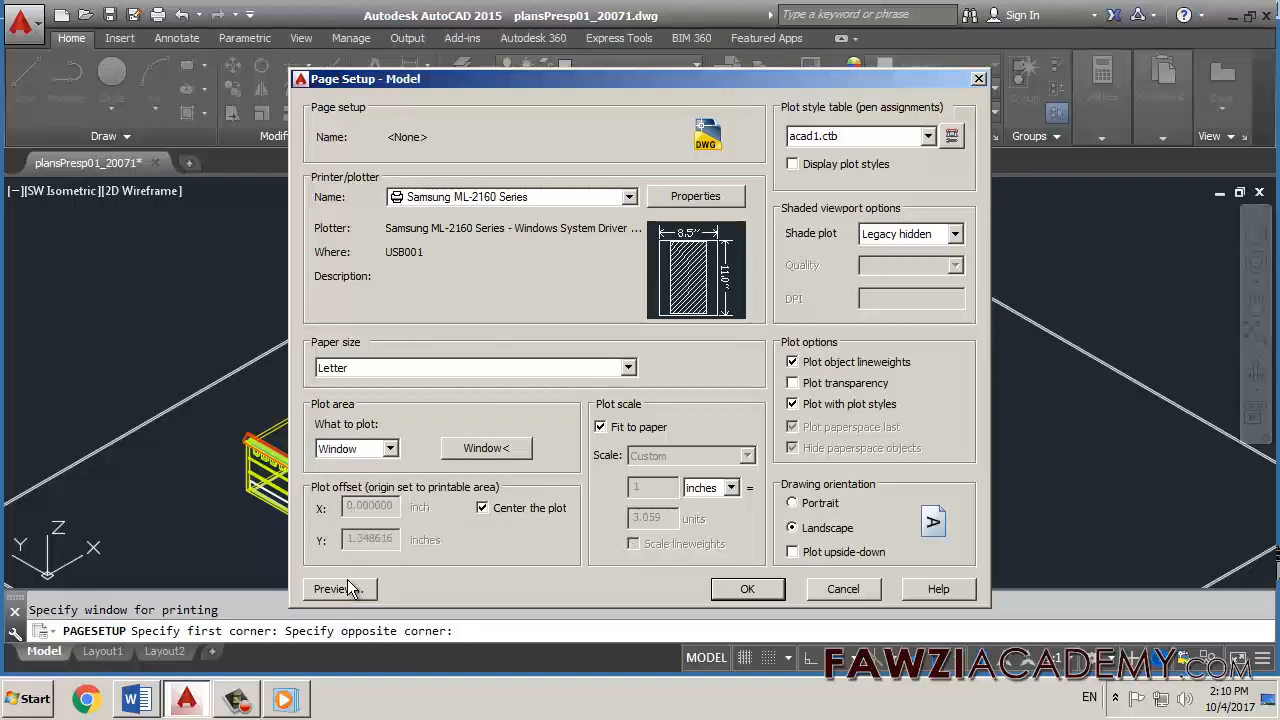 Autodesk AutoCAD 2015 plansPresp01_20071.dwg
Type a keyword or phrase
Sign In
Home Insert Annotate Parametric View Manage Output Add-ins Autodesk 360 Express Tools BIM 360 Featured Apps
Draw
Groups
View
plansPresp01_20071*
[−][SW Isometric][2D Wireframe]
Page Setup - Model
Page setup
Name: <None>
DWG
Printer/plotter
Name: Samsung ML-2160 Series
Properties
Plotter: Samsung ML-2160 Series - Windows System Driver ...
Where: USB001
Description:
8.5"
11.0"
Paper size
Letter
Plot area
What to plot:
Window
Window<
Plot offset (origin set to printable area)
X: 0.000000 inch
Center the plot
Y: 1.348616 inches
Plot scale
Fit to paper
Scale: Custom
1 inches =
3.059 units
Scale lineweights
Plot style table (pen assignments)
acad1.ctb
Display plot styles
Shaded viewport options
Shade plot Legacy hidden
Quality
DPI
Plot options
Plot object lineweights
Plot transparency
Plot with plot styles
Plot paperspace last
Hide paperspace objects
Drawing orientation
Portrait
Landscape
A
Plot upside-down
OK Cancel Help
Z
Y X
Specify window for printing
PAGESETUP Specify first corner: Specify opposite corner:
Model Layout1 Layout2 +
MODEL
FAWZIACADEMY.COM
Start
EN
2:10 PM
10/4/2017